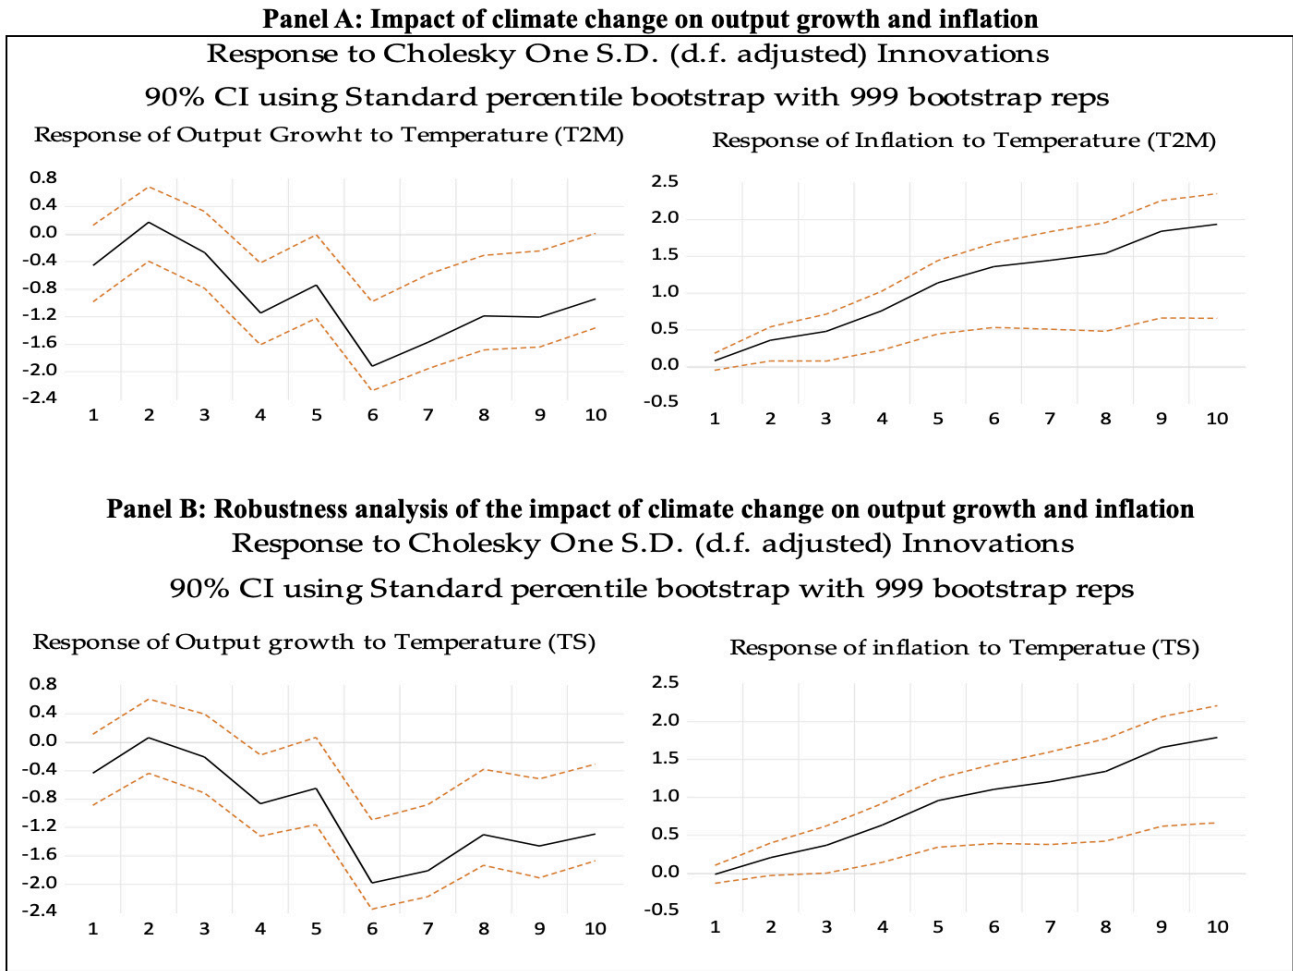 Panel A: Impact of climate change on output growth and inflation
Response to Cholesky One S.D. (d.f. adjusted) Innovations
90% CI using Standard percentile bootstrap with 999 bootstrap reps
Response of Output Growht to Temperature (T2M)
0.8
0.4
0.0
-0.4
-0.8
-1.2
-1.6
-2.0
-2.4
1 2 3 4 5 6 7 8 9 10
Response of Inflation to Temperature (T2M)
2.5
2.0
1.5
1.0
0.5
0.0
-0.5
1 2 3 4 5 6 7 8 9 10
Panel B: Robustness analysis of the impact of climate change on output growth and inflation
Response to Cholesky One S.D. (d.f. adjusted) Innovations
90% CI using Standard percentile bootstrap with 999 bootstrap reps
Response of Output growth to Temperature (TS)
0.8
0.4
0.0
-0.4
-0.8
-1.2
-1.6
-2.0
-2.4
1 2 3 4 5 6 7 8 9 10
Response of inflation to Temperatue (TS)
2.5
2.0
1.5
1.0
0.5
0.0
-0.5
1 2 3 4 5 6 7 8 9 10